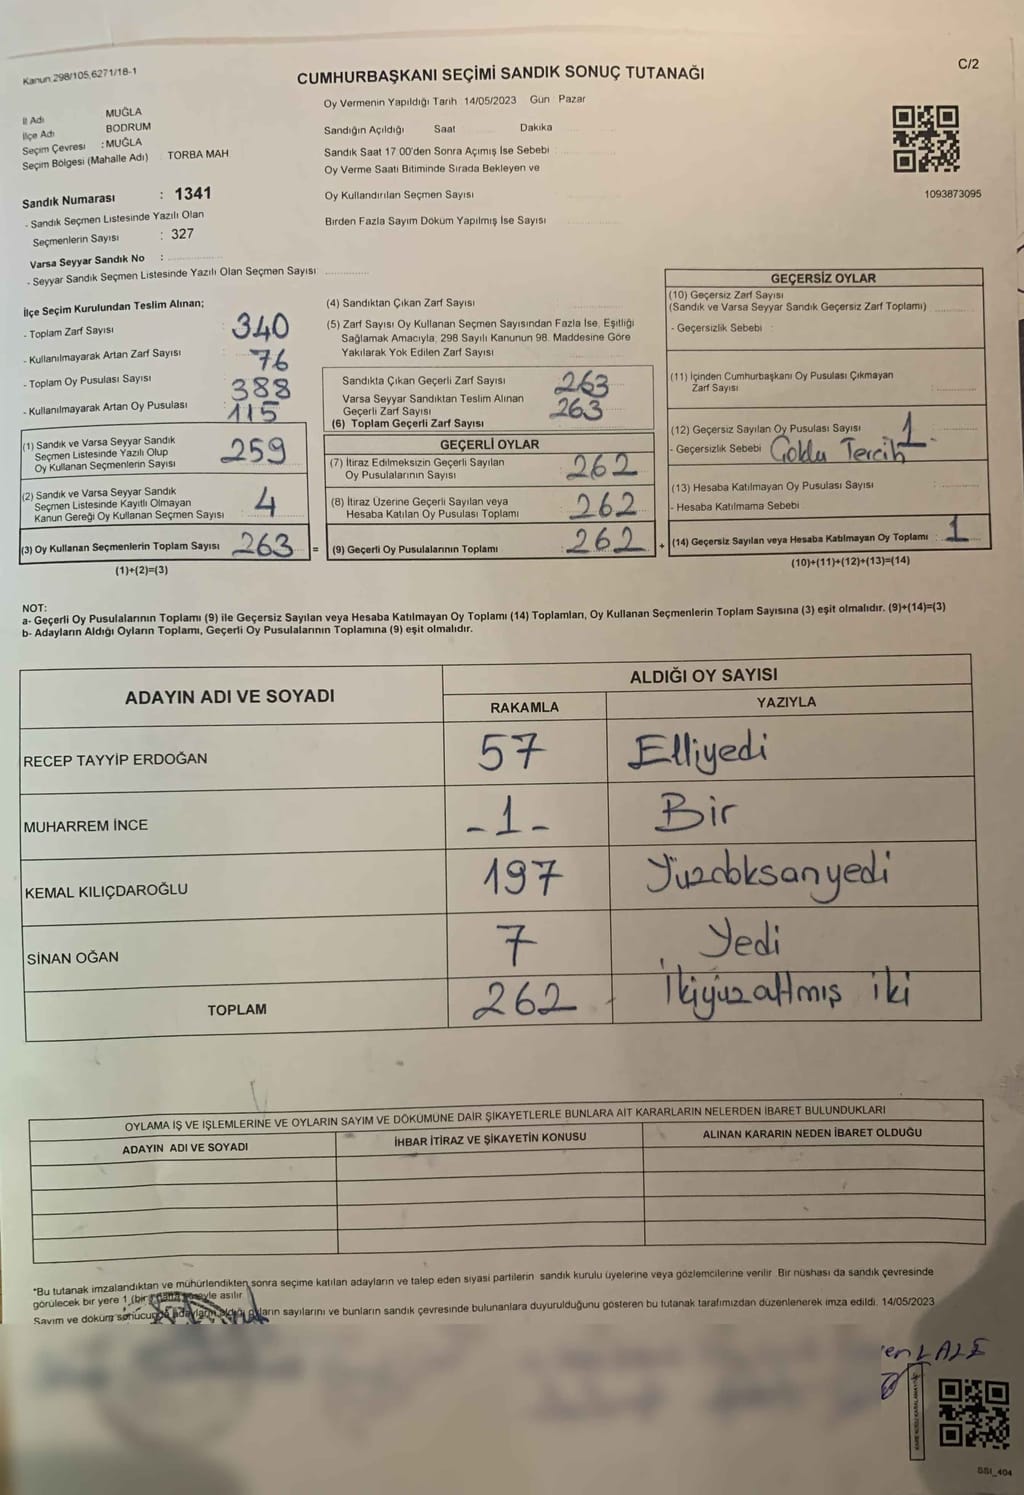 Kanun 298/105,6271/18-1
CUMHURBAŞKANI SEÇİMİ SANDIK SONUÇ TUTANAĞI
C/2
İl Adı MUĞLA
İlçe Adı BODRUM
Seçim Çevresi : MUĞLA
Seçim Bölgesi (Mahalle Adı) TORBA MAH
Sandık Numarası : 1341
- Sandık Seçmen Listesinde Yazılı Olan
Seçmenlerin Sayısı : 327
Varsa Seyyar Sandık No :
- Seyyar Sandık Seçmen Listesinde Yazılı Olan Seçmen Sayısı
Oy Vermenin Yapıldığı Tarih 14/05/2023 Gün Pazar
Sandığın Açıldığı Saat Dakika
Sandık Saat 17 00'den Sonra Açımış İse Sebebi
Oy Verme Saati Bitiminde Sırada Bekleyen ve
Oy Kullandırılan Seçmen Sayısı
Birden Fazla Sayım Döküm Yapılmış İse Sayısı
1093873095
İlçe Seçim Kurulundan Teslim Alınan;
- Toplam Zarf Sayısı 340
- Kullanılmayarak Artan Zarf Sayısı 76
- Toplam Oy Pusulası Sayısı 388
- Kullanılmayarak Artan Oy Pusulası 115
(1) Sandık ve Varsa Seyyar Sandık
Seçmen Listesinde Yazılı Olup
Oy Kullanan Seçmenlerin Sayısı 259
(2) Sandık ve Varsa Seyyar Sandık
Seçmen Listesinde Kayıtlı Olmayan
Kanun Gereği Oy Kullanan Seçmen Sayısı 4
(3) Oy Kullanan Seçmenlerin Toplam Sayısı 263 =
(1)+(2)=(3)
(4) Sandıktan Çıkan Zarf Sayısı
(5) Zarf Sayısı Oy Kullanan Seçmen Sayısından Fazla İse, Eşitliği
Sağlamak Amacıyla, 298 Sayılı Kanunun 98. Maddesine Göre
Yakılarak Yok Edilen Zarf Sayısı
Sandıkta Çıkan Geçerli Zarf Sayısı 263
Varsa Seyyar Sandıktan Teslim Alınan
Geçerli Zarf Sayısı 263
(6) Toplam Geçerli Zarf Sayısı
GEÇERLİ OYLAR
(7) İtiraz Edilmeksizin Geçerli Sayılan
Oy Pusulalarının Sayısı 262
(8) İtiraz Üzerine Geçerli Sayılan veya
Hesaba Katılan Oy Pusulası Toplamı 262
(9) Geçerli Oy Pusulalarının Toplamı 262 +
GEÇERSİZ OYLAR
(10) Geçersiz Zarf Sayısı
(Sandık ve Varsa Seyyar Sandık Geçersiz Zarf Toplamı)
- Geçersizlik Sebebi :
(11) İçinden Cumhurbaşkanı Oy Pusulası Çıkmayan
Zarf Sayısı
(12) Geçersiz Sayılan Oy Pusulası Sayısı 1
- Geçersizlik Sebebi Çoklu Tercih
(13) Hesaba Katılmayan Oy Pusulası Sayısı
- Hesaba Katılmama Sebebi
(14) Geçersiz Sayılan veya Hesaba Katılmayan Oy Toplamı : 1
(10)+(11)+(12)+(13)=(14)
NOT:
a- Geçerli Oy Pusulalarının Toplamı (9) ile Geçersiz Sayılan veya Hesaba Katılmayan Oy Toplamı (14) Toplamları, Oy Kullanan Seçmenlerin Toplam Sayısına (3) eşit olmalıdır. (9)+(14)=(3)
b- Adayların Aldığı Oyların Toplamı, Geçerli Oy Pusulalarının Toplamına (9) eşit olmalıdır.
ADAYIN ADI VE SOYADI
ALDIĞI OY SAYISI
RAKAMLA YAZIYLA
RECEP TAYYİP ERDOĞAN 57 Elliyedi
MUHARREM İNCE -1- Bir
KEMAL KILIÇDAROĞLU 197 Yüzdoksanyedi
SİNAN OĞAN 7 Yedi
TOPLAM 262 İkiyüzaltmış iki
OYLAMA İŞ VE İŞLEMLERİNE VE OYLARIN SAYIM VE DÖKÜMÜNE DAİR ŞİKAYETLERLE BUNLARA AİT KARARLARIN NELERDEN İBARET BULUNDUKLARI
ADAYIN ADI VE SOYADI İHBAR İTİRAZ VE ŞİKAYETİN KONUSU ALINAN KARARIN NEDEN İBARET OLDUĞU
*Bu tutanak imzalandıktan ve mühürlendikten sonra seçime katılan adayların ve talep eden siyasi partilerin sandık kurulu üyelerine veya gözlemcilerine verilir. Bir nüshası da sandık çevresinde
görülecek bir yere 1 (bir) asılır.
Sayım ve döküm sonucunda adayların aldığı oyların sayılarını ve bunların sandık çevresinde bulunanlara duyurulduğunu gösteren bu tutanak tarafımızdan düzenlenerek imza edildi. 14/05/2023
LALE
SSI_404